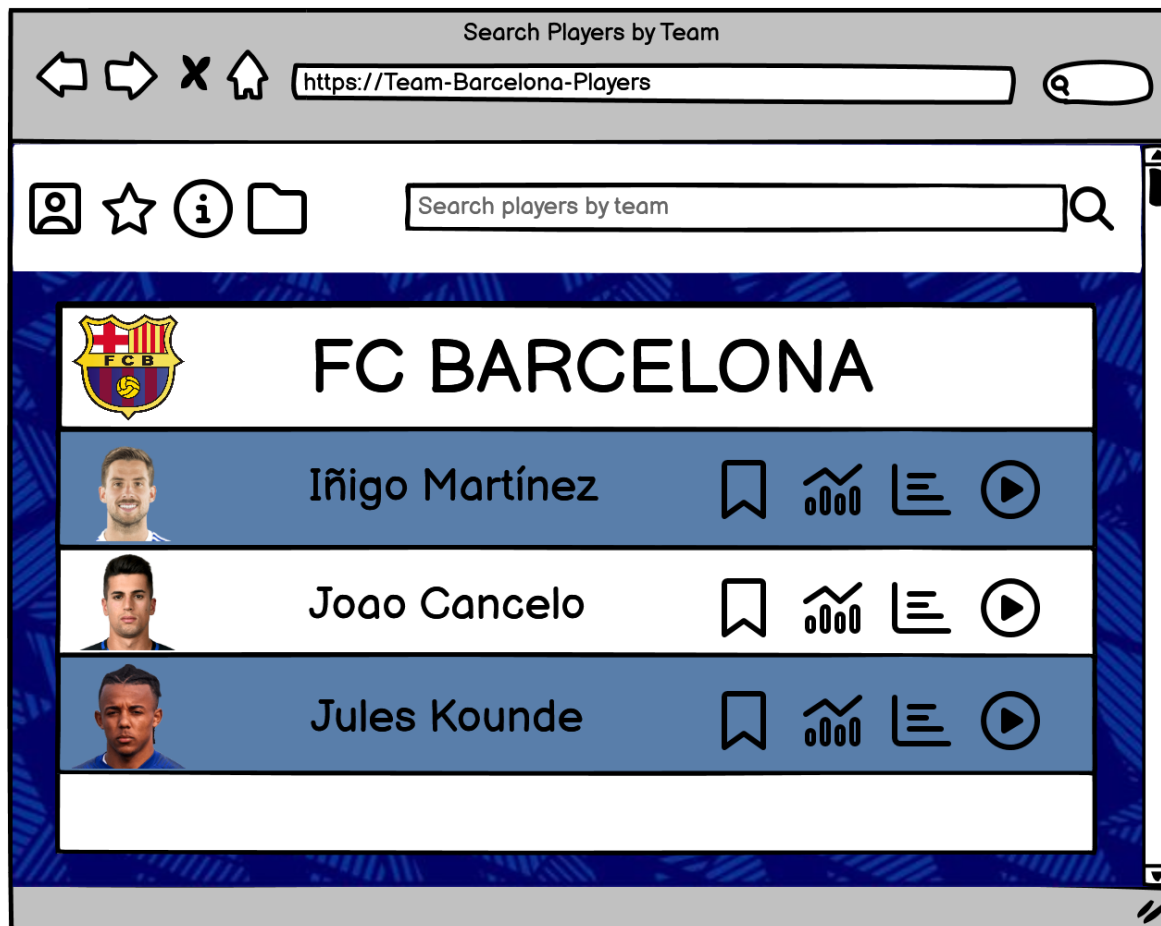 Search Players by Team
https://Team-Barcelona-Players
Search players by team
FCB
FC BARCELONA
Iñigo Martínez
Joao Cancelo
Jules Kounde